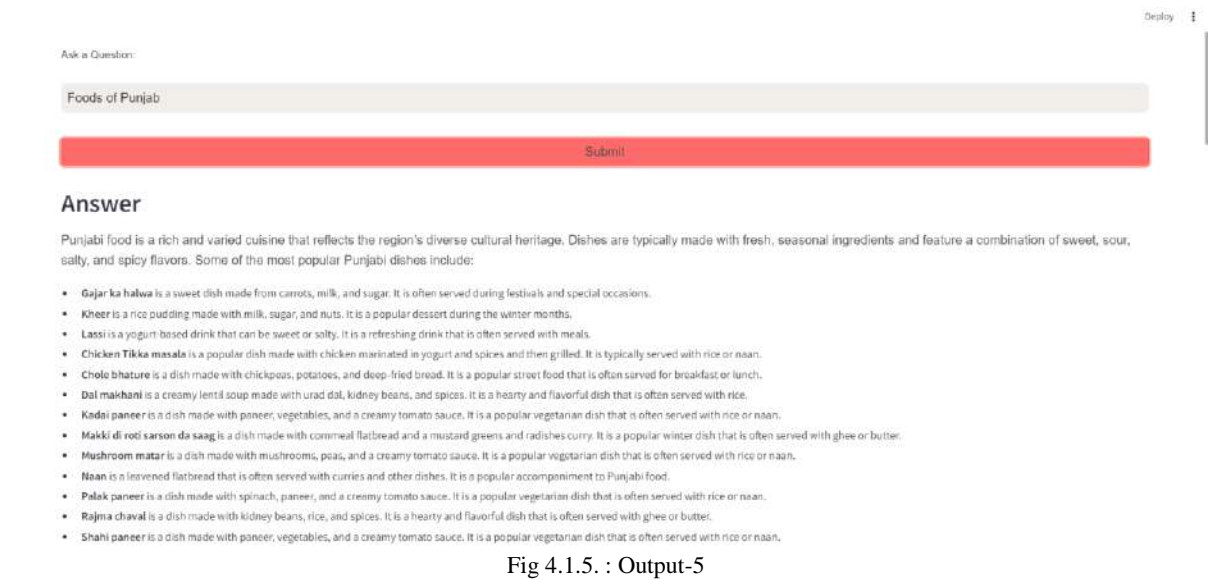 Deploy
Ask a Question:
Foods of Punjab
Submit
Answer
Punjabi food is a rich and varied cuisine that reflects the region's diverse cultural heritage. Dishes are typically made with fresh, seasonal ingredients and feature a combination of sweet, sour,
salty, and spicy flavors. Some of the most popular Punjabi dishes include:
• Gajar ka halwa is a sweet dish made from carrots, milk, and sugar. It is often served during festivals and special occasions.
• Kheer is a rice pudding made with milk, sugar, and nuts. It is a popular dessert during the winter months.
• Lassi is a yogurt-based drink that can be sweet or salty. It is a refreshing drink that is often served with meals.
• Chicken Tikka masala is a popular dish made with chicken marinated in yogurt and spices and then grilled. It is typically served with rice or naan.
• Chole bhature is a dish made with chickpeas, potatoes, and deep-fried bread. It is a popular street food that is often served for breakfast or lunch.
• Dal makhani is a creamy lentil soup made with urad dal, kidney beans, and spices. It is a hearty and flavorful dish that is often served with rice.
• Kadai paneer is a dish made with paneer, vegetables, and a creamy tomato sauce. It is a popular vegetarian dish that is often served with rice or naan.
• Makki di roti sarson da saag is a dish made with cornmeal flatbread and a mustard greens and radishes curry. It is a popular winter dish that is often served with ghee or butter.
• Mushroom matar is a dish made with mushrooms, peas, and a creamy tomato sauce. It is a popular vegetarian dish that is often served with rice or naan.
• Naan is a leavened flatbread that is often served with curries and other dishes. It is a popular accompaniment to Punjabi food.
• Palak paneer is a dish made with spinach, paneer, and a creamy tomato sauce. It is a popular vegetarian dish that is often served with rice or naan.
• Rajma chaval is a dish made with kidney beans, rice, and spices. It is a hearty and flavorful dish that is often served with ghee or butter.
• Shahi paneer is a dish made with paneer, vegetables, and a creamy tomato sauce. It is a popular vegetarian dish that is often served with rice or naan.
Fig 4.1.5. : Output-5